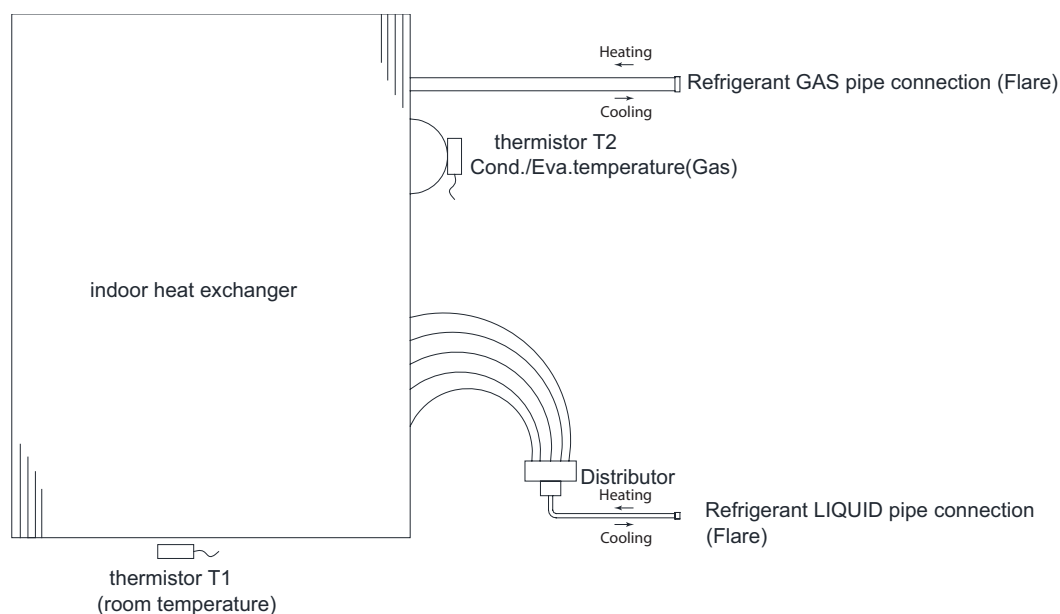 Heating
Refrigerant GAS pipe connection (Flare)
Cooling
thermistor T2
Cond./Eva.temperature(Gas)
indoor heat exchanger
Distributor
Heating
Refrigerant LIQUID pipe connection
(Flare)
Cooling
thermistor T1
(room temperature)